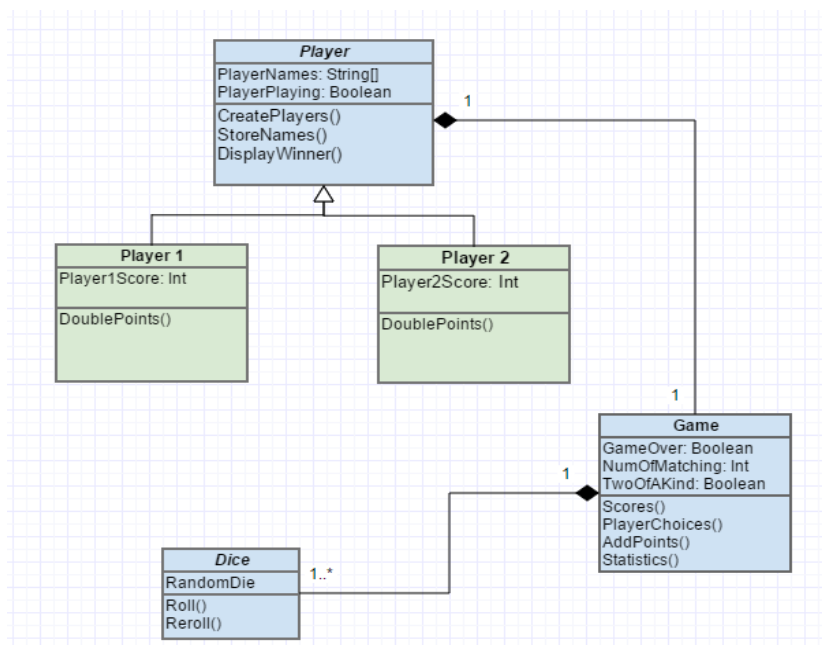 Player
PlayerNames: String[]
PlayerPlaying: Boolean
CreatePlayers()
StoreNames()
DisplayWinner()
1
Player 1
Player1Score: Int
DoublePoints()
Player 2
Player2Score: Int
DoublePoints()
1
Game
GameOver: Boolean
NumOfMatching: Int
TwoOfAKind: Boolean
Scores()
PlayerChoices()
AddPoints()
Statistics()
1
Dice
RandomDie
Roll()
Reroll()
1..*